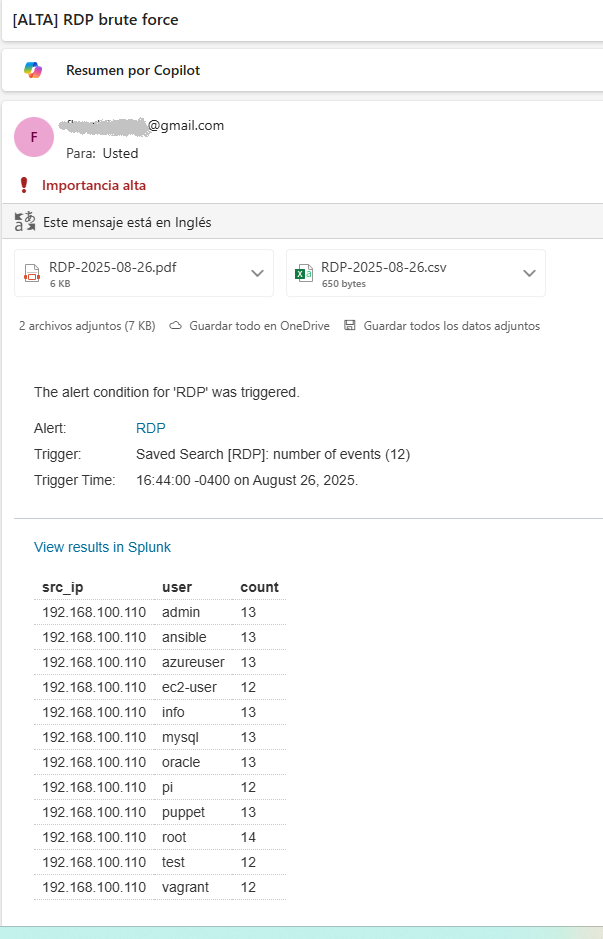 [ALTA] RDP brute force
Resumen por Copilot
F
@gmail.com
Para: Usted
Importancia alta
Este mensaje está en Inglés
RDP-2025-08-26.pdf
6 KB
RDP-2025-08-26.csv
650 bytes
2 archivos adjuntos (7 KB) Guardar todo en OneDrive Guardar todos los datos adjuntos
The alert condition for 'RDP' was triggered.
Alert: RDP
Trigger: Saved Search [RDP]: number of events (12)
Trigger Time: 16:44:00 -0400 on August 26, 2025.
View results in Splunk
src_ip user count
192.168.100.110 admin 13
192.168.100.110 ansible 13
192.168.100.110 azureuser 13
192.168.100.110 ec2-user 12
192.168.100.110 info 13
192.168.100.110 mysql 13
192.168.100.110 oracle 13
192.168.100.110 pi 12
192.168.100.110 puppet 13
192.168.100.110 root 14
192.168.100.110 test 12
192.168.100.110 vagrant 12